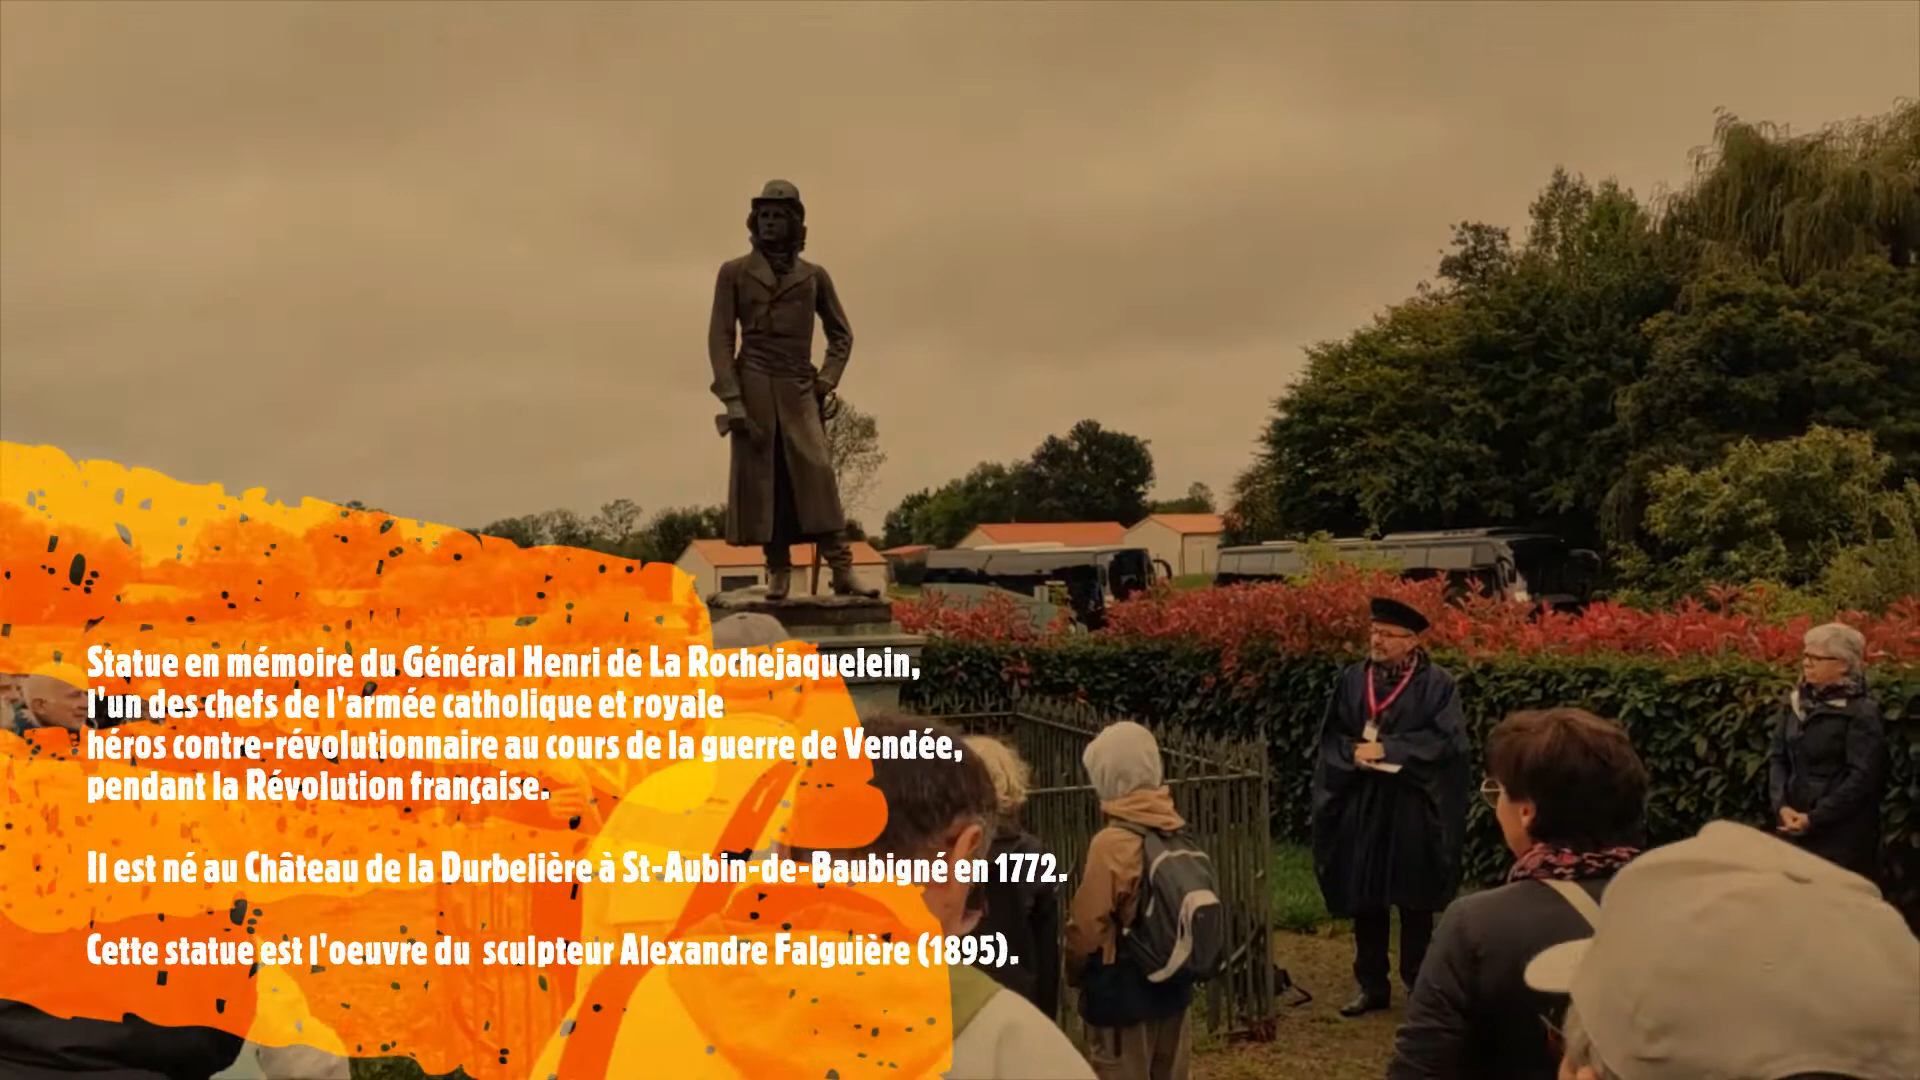 Statue en mémoire du Général Henri de La Rochejaquelein,
l'un des chefs de l'armée catholique et royale
héros contre-révolutionnaire au cours de la guerre de Vendée,
pendant la Révolution française.
Il est né au Château de la Durbelière à St-Aubin-de-Baubigné en 1772.
Cette statue est l'oeuvre du  sculpteur Alexandre Falguière (1895).